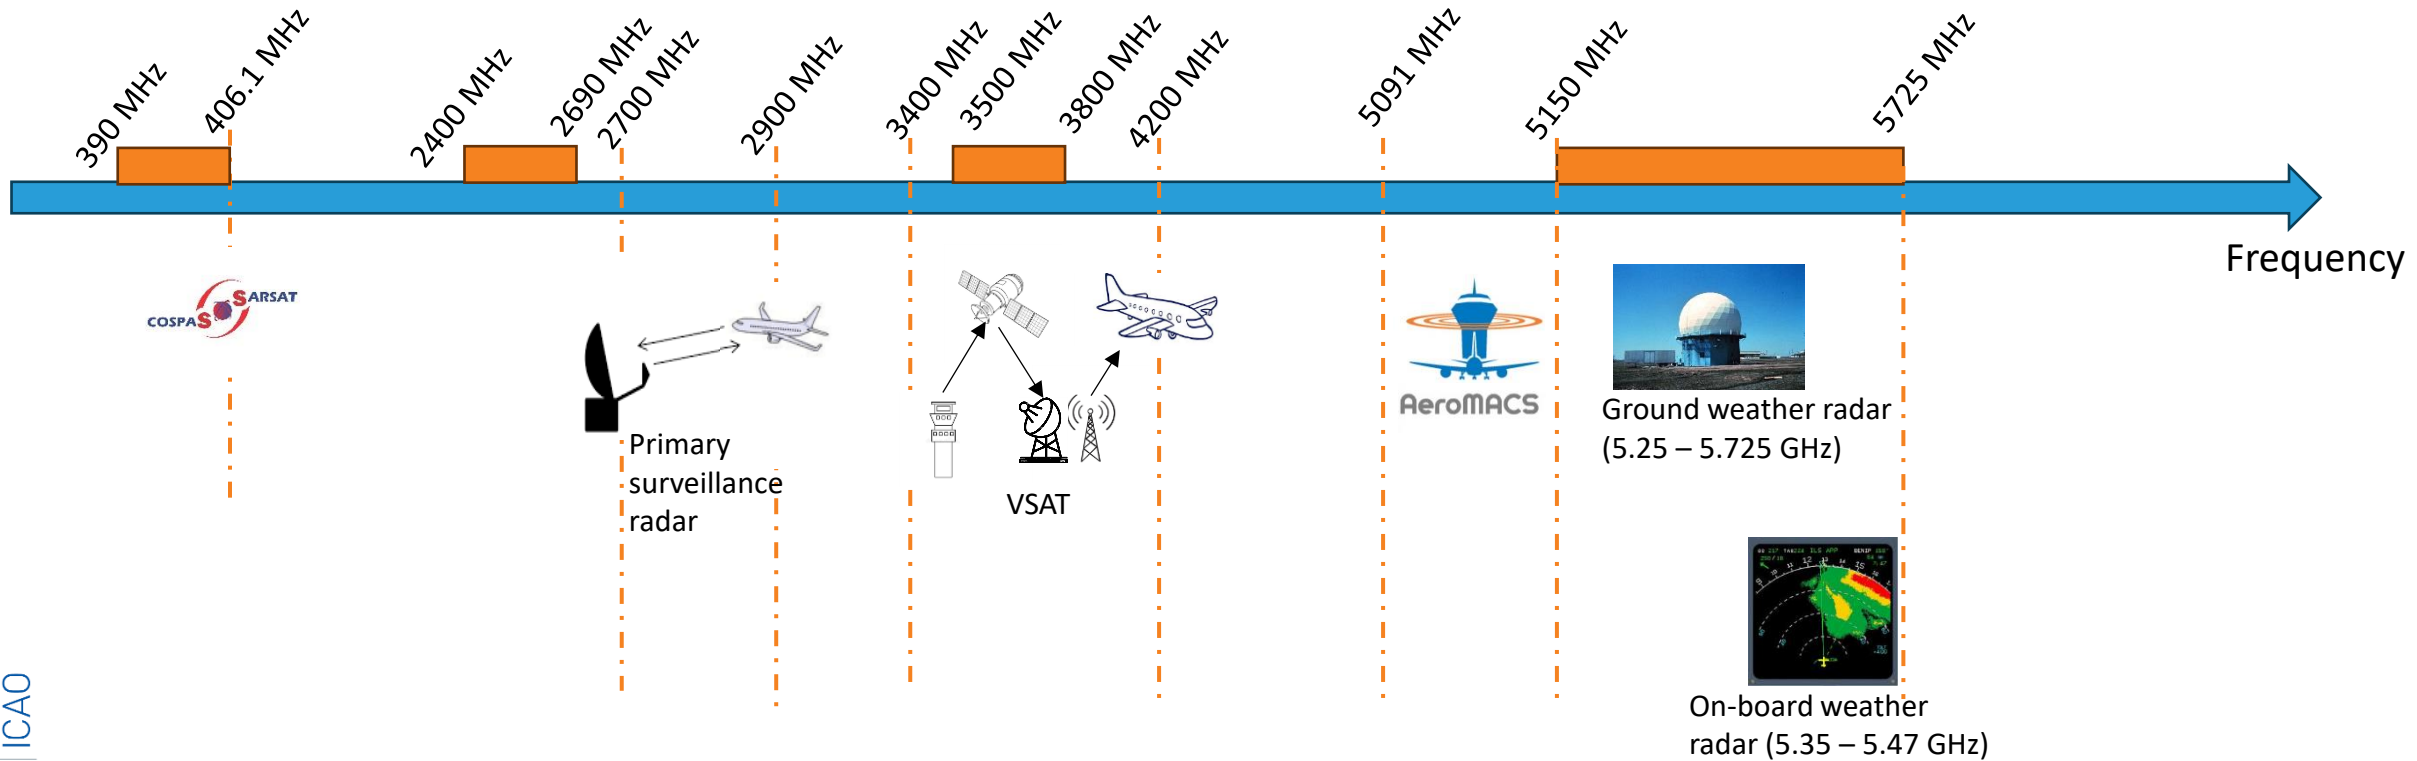 390 MHz
406.1 MHz
2400 MHz
2690 MHz
2700 MHz
2900 MHz
3400 MHz
3500 MHz
3800 MHz
4200 MHz
5091 MHz
5150 MHz
5725 MHz
Frequency
COSPAS SARSAT
Primary
surveillance
radar
VSAT
AeroMACS
Ground weather radar
(5.25 – 5.725 GHz)
On-board weather
radar (5.35 – 5.47 GHz)
ICAO